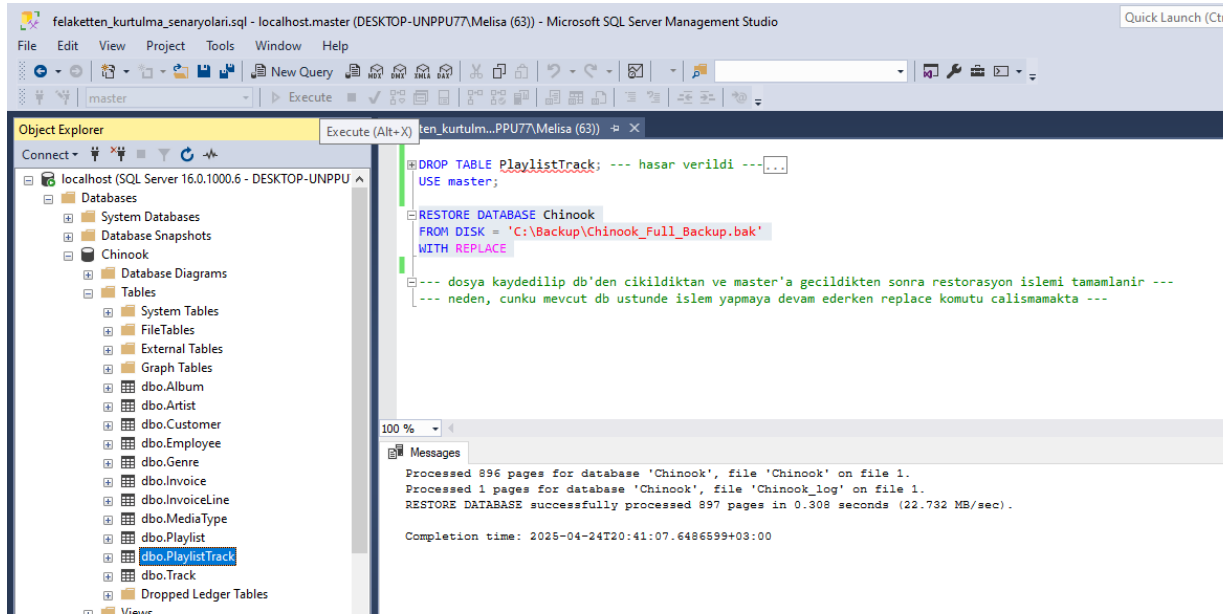 felaketten_kurtulma_senaryolari.sql - localhost.master (DESKTOP-UNPPU77\Melisa (63)) - Microsoft SQL Server Management Studio
Quick Launch (Ct
File Edit View Project Tools Window Help
New Query MDX DMX XMLA DAX
master Execute
Object Explorer
Execute (Alt+X)
ten_kurtulm...PPU77\Melisa (63))
Connect
localhost (SQL Server 16.0.1000.6 - DESKTOP-UNPPU
Databases
System Databases
Database Snapshots
Chinook
Database Diagrams
Tables
System Tables
FileTables
External Tables
Graph Tables
dbo.Album
dbo.Artist
dbo.Customer
dbo.Employee
dbo.Genre
dbo.Invoice
dbo.InvoiceLine
dbo.MediaType
dbo.Playlist
dbo.PlaylistTrack
dbo.Track
Dropped Ledger Tables
Views
DROP TABLE PlaylistTrack; --- hasar verildi ---...
USE master;
RESTORE DATABASE Chinook
FROM DISK = 'C:\Backup\Chinook_Full_Backup.bak'
WITH REPLACE
--- dosya kaydedilip db'den cikildiktan ve master'a gecildikten sonra restorasyon islemi tamamlanir ---
--- neden, cunku mevcut db ustunde islem yapmaya devam ederken replace komutu calismamakta ---
100 %
Messages
Processed 896 pages for database 'Chinook', file 'Chinook' on file 1.
Processed 1 pages for database 'Chinook', file 'Chinook_log' on file 1.
RESTORE DATABASE successfully processed 897 pages in 0.308 seconds (22.732 MB/sec).
Completion time: 2025-04-24T20:41:07.6486599+03:00